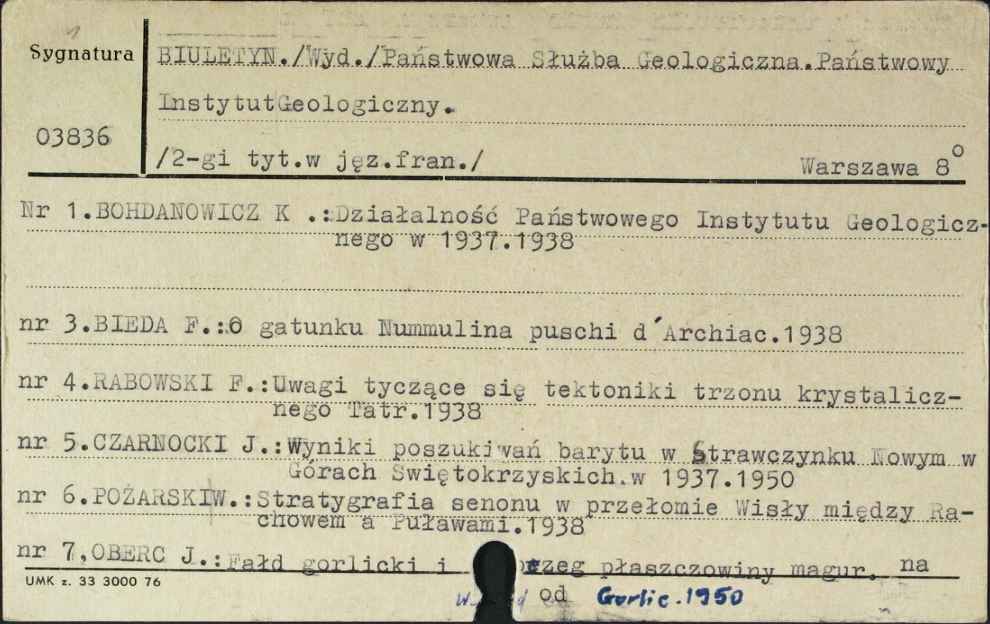 Sygnatura
BIULETYN./Wyd./Państwowa Służba Geologiczna.Państwowy
InstytutGeologiczny.
03836
/2-gi tyt.w jęz.fran./ Warszawa 8°
Nr 1.BOHDANOWICZ K .:Działalność Państwowego Instytutu Geologicz-
nego w 1937.1938
nr 3.BIEDA F.:O gatunku Nummulina puschi d´Archiac.1938
nr 4.RABOWSKI F.:Uwagi tyczące się tektoniki trzonu krystalicz-
nego Tatr.1938
nr 5.CZARNOCKI J.:Wyniki poszukiwań barytu w Strawczynku Nowym w
Górach Świętokrzyskich.w 1937.1950
nr 6.POŻARSKIW.:Stratygrafia senonu w przełomie Wisły między Ra-
chowem a Puławami.1938
nr 7,OBERC J.:Fałd gorlicki i płaszczowiny magur. na
UMK z. 33 3000 76
od Gorlic.1950